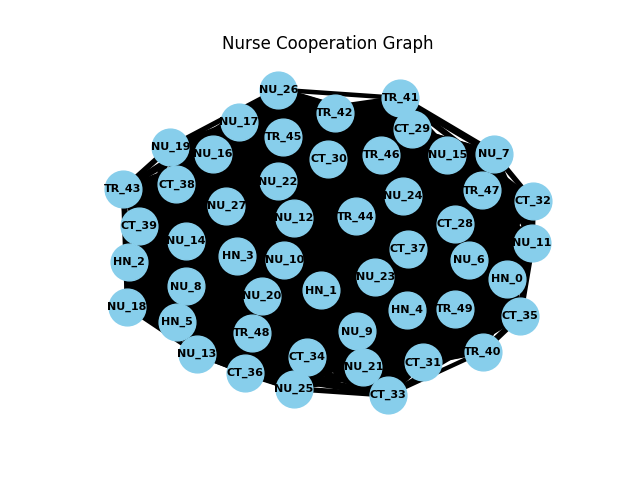 Nurse Cooperation Graph
NU_26
TR_41
TR_42
NU_17
CT_29
TR_45
NU_19
NU_16
CT_30
TR_46
NU_15
NU_7
TR_43
CT_38
NU_22
NU_24
TR_47
CT_32
NU_27
NU_12
TR_44
CT_28
CT_39
NU_14
NU_11
HN_2
HN_3
NU_10
CT_37
NU_6
NU_8
NU_23
HN_0
NU_18
NU_20
HN_1
HN_4
TR_49
CT_35
HN_5
TR_48
NU_9
NU_13
CT_34
TR_40
CT_36
NU_21
CT_31
NU_25
CT_33